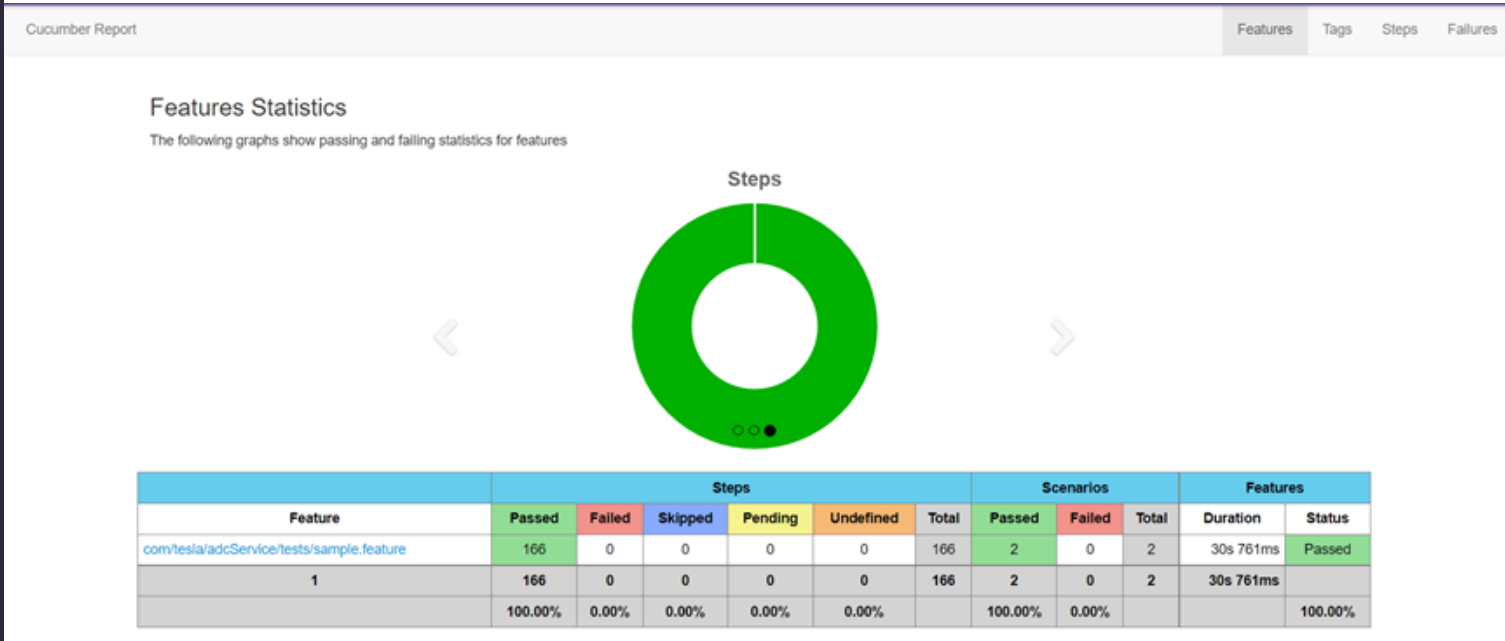 Cucumber Report Features Tags Steps Failures
Features Statistics
The following graphs show passing and failing statistics for features
Steps
Steps Scenarios Features
Feature Passed Failed Skipped Pending Undefined Total Passed Failed Total Duration Status
com/tesla/adcService/tests/sample.feature 166 0 0 0 0 166 2 0 2 30s 761ms Passed
1 166 0 0 0 0 166 2 0 2 30s 761ms
100.00% 0.00% 0.00% 0.00% 0.00% 100.00% 0.00% 100.00%